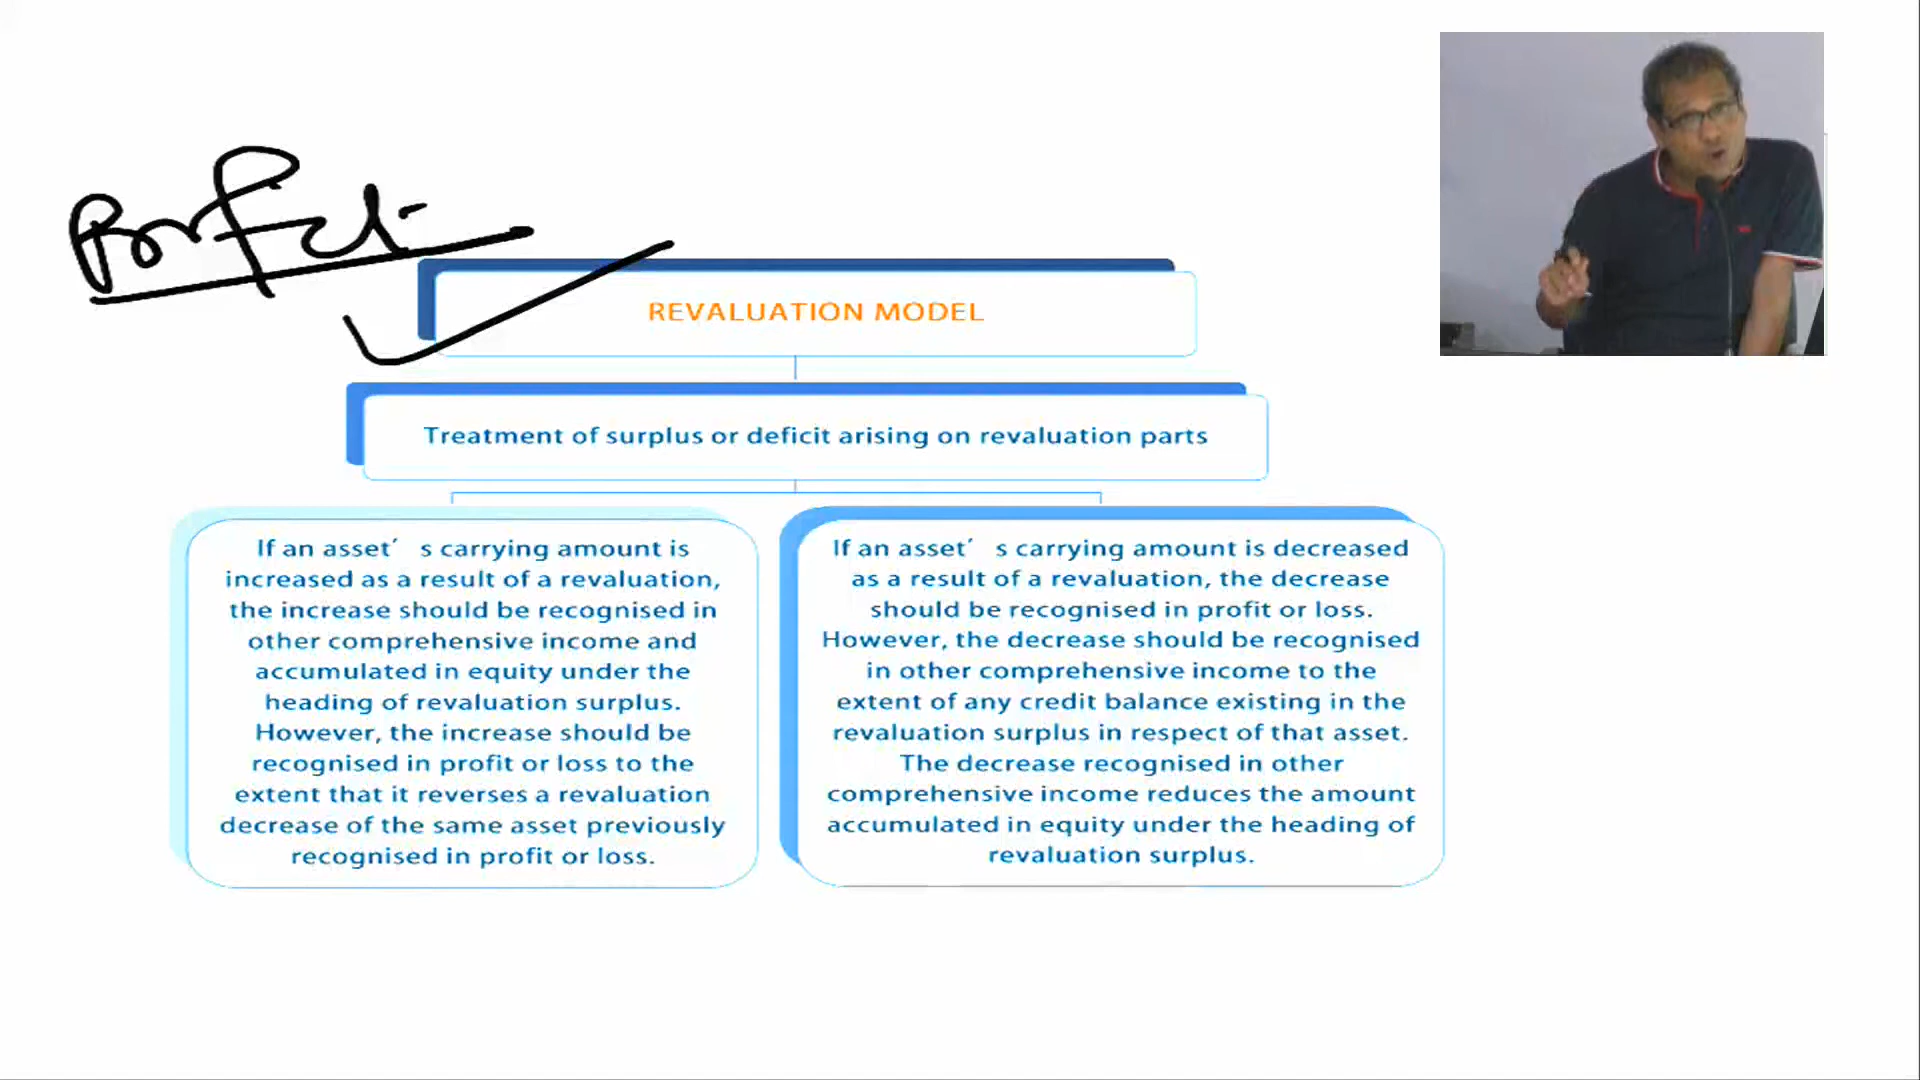 REVALUATION MODEL
Treatment of surplus or deficit arising on revaluation parts
If an asset′ s carrying amount is
increased as a result of a revaluation,
the increase should be recognised in
other comprehensive income and
accumulated in equity under the
heading of revaluation surplus.
However, the increase should be
recognised in profit or loss to the
extent that it reverses a revaluation
decrease of the same asset previously
recognised in profit or loss.
If an asset′ s carrying amount is decreased
as a result of a revaluation, the decrease
should be recognised in profit or loss.
However, the decrease should be recognised
in other comprehensive income to the
extent of any credit balance existing in the
revaluation surplus in respect of that asset.
The decrease recognised in other
comprehensive income reduces the amount
accumulated in equity under the heading of
revaluation surplus.